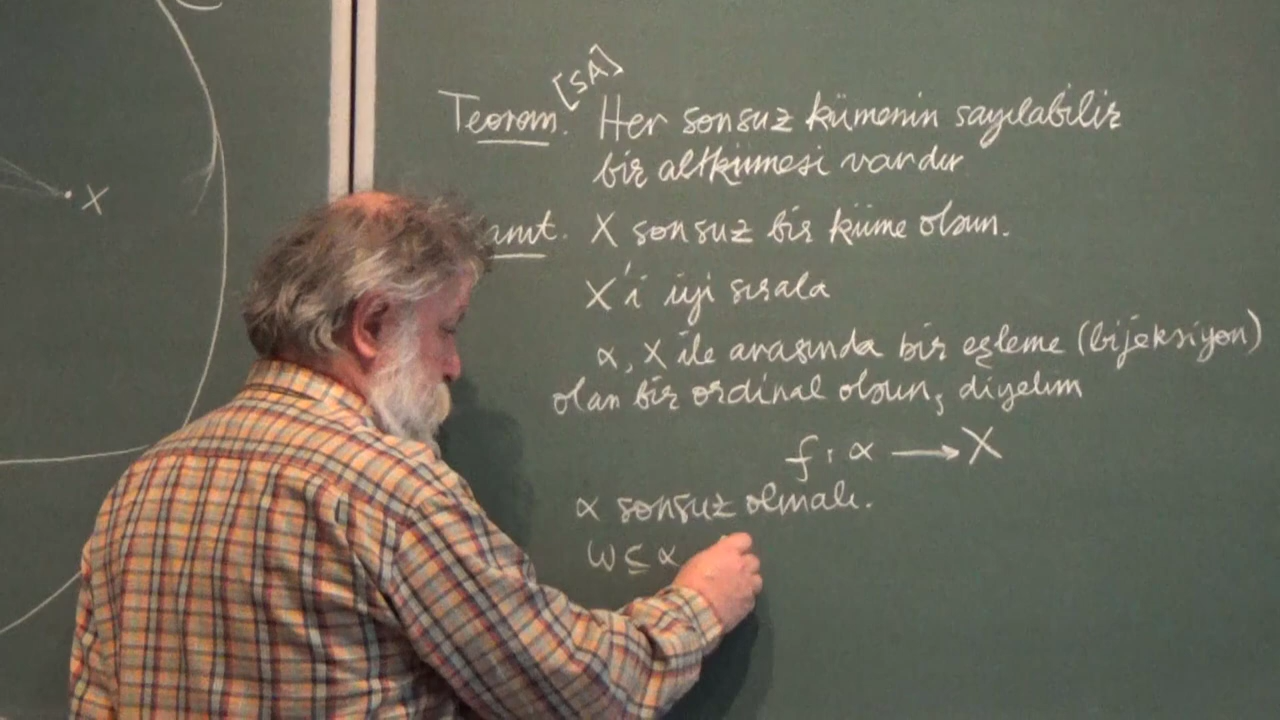 X
Teorem. [SA] Her sonsuz kümenin sayılabilir
bir altkümesi vardır
anıt. X sonsuz bir küme olsun.
X'i iyi sırala
α, X ile arasında bir eşleme (bijeksiyon)
olan bir ordinal olsun, diyelim
f : α → X
α sonsuz olmalı.
ω ⊆ α